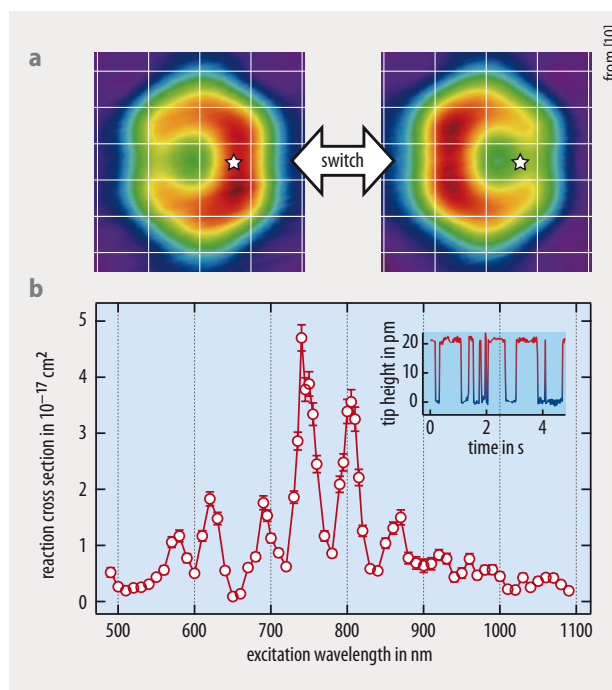 from [10]
a
switch
b
reaction cross section in 10⁻¹⁷ cm²
5
4
3
2
1
0
500 600 700 800 900 1000 1100
excitation wavelength in nm
tip height in pm
20
10
0
0 2 4
time in s